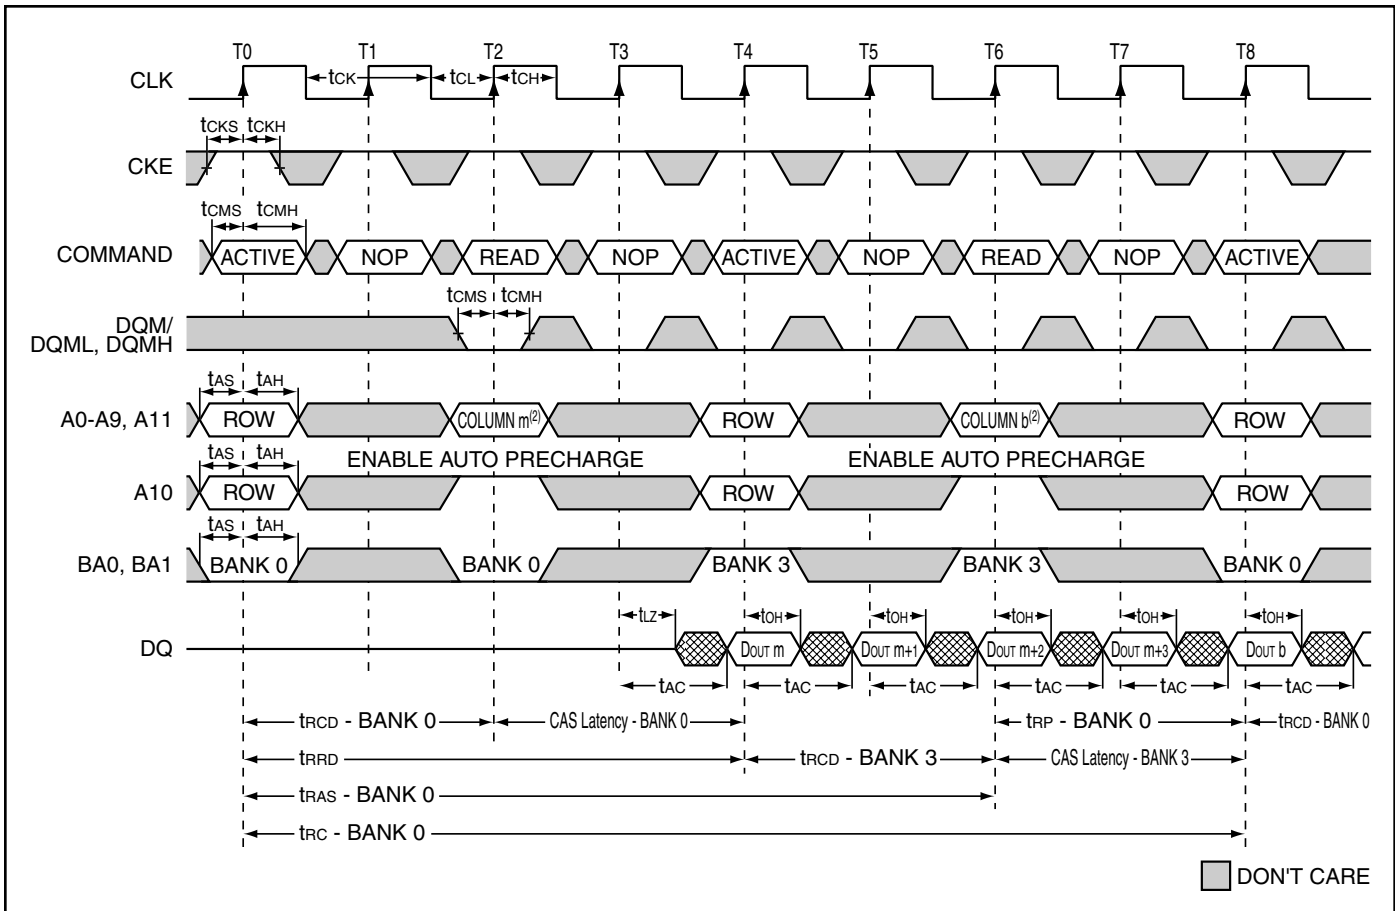 T0 T1 T2 T3 T4 T5 T6 T7 T8
CLK tCK tCL tCH
tCKS tCKH
CKE
tCMS tCMH
COMMAND ACTIVE NOP READ NOP ACTIVE NOP READ NOP ACTIVE
tCMS tCMH
DQM/
DQML, DQMH
tAS tAH
A0-A9, A11 ROW COLUMN m(2) ROW COLUMN b(2) ROW
tAS tAH ENABLE AUTO PRECHARGE ENABLE AUTO PRECHARGE
A10 ROW ROW ROW
tAS tAH
BA0, BA1 BANK 0 BANK 0 BANK 3 BANK 3 BANK 0
tLZ tOH tOH tOH tOH tOH
DQ DOUT m DOUT m+1 DOUT m+2 DOUT m+3 DOUT b
tAC tAC tAC tAC tAC tAC
tRCD - BANK 0 CAS Latency - BANK 0 tRP - BANK 0 tRCD - BANK 0
tRRD tRCD - BANK 3 CAS Latency - BANK 3
tRAS - BANK 0
tRC - BANK 0
DON'T CARE